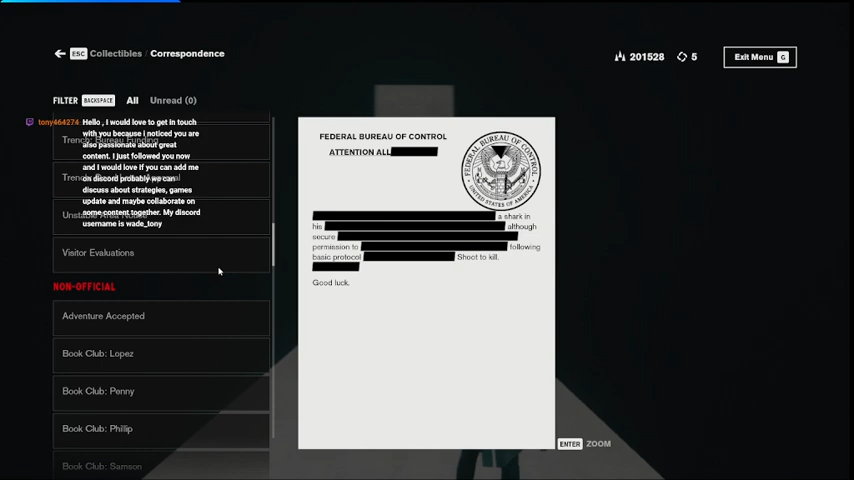 ESC Collectibles / Correspondence
201528 5
Exit Menu G
FILTER BACKSPACE All Unread (0)
tony464274 Hello , I would love to get in touch
with you because i noticed you are
also passionate about great
content. I just followed you now
and I would love if you can add me
on discord probably we can
discuss about strategies, games
update and maybe collaborate on
some content together. My discord
username is wade_tony
Trench: Bureau Funding
Visitor Evaluations
NON-OFFICIAL
Adventure Accepted
Book Club: Lopez
Book Club: Penny
Book Club: Phillip
Book Club: Samson
FEDERAL BUREAU OF CONTROL
ATTENTION ALL
FEDERAL BUREAU OF CONTROL
UNITED STATES OF AMERICA
a shark in
his although
secure
permission to following
basic protocol Shoot to kill.
Good luck.
ENTER ZOOM